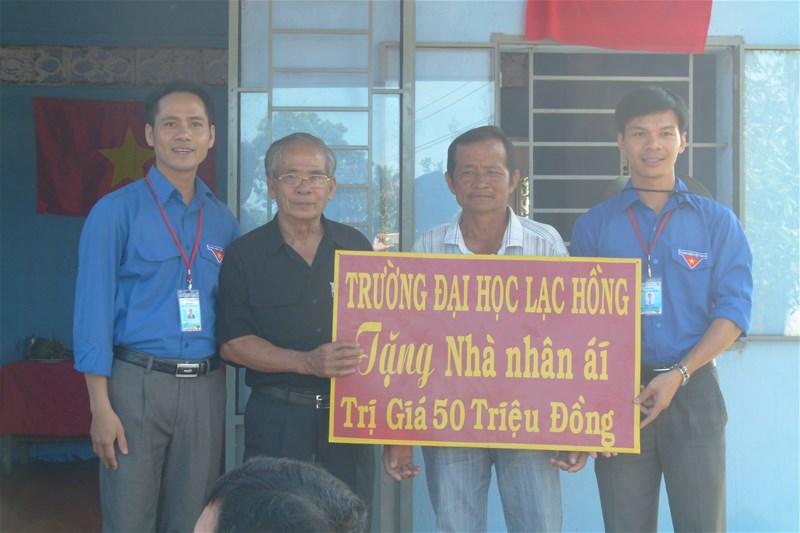 TRƯỜNG ĐẠI HỌC LẠC HỒNG
Tặng Nhà nhân ái
Trị Giá 50 Triệu Đồng